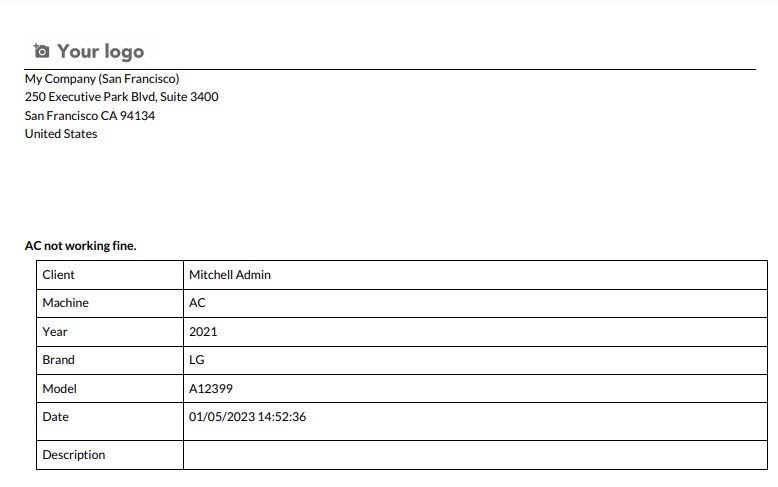 Your logo
My Company (San Francisco)
250 Executive Park Blvd, Suite 3400
San Francisco CA 94134
United States
AC not working fine.
Client Mitchell Admin
Machine AC
Year 2021
Brand LG
Model A12399
Date 01/05/2023 14:52:36
Description